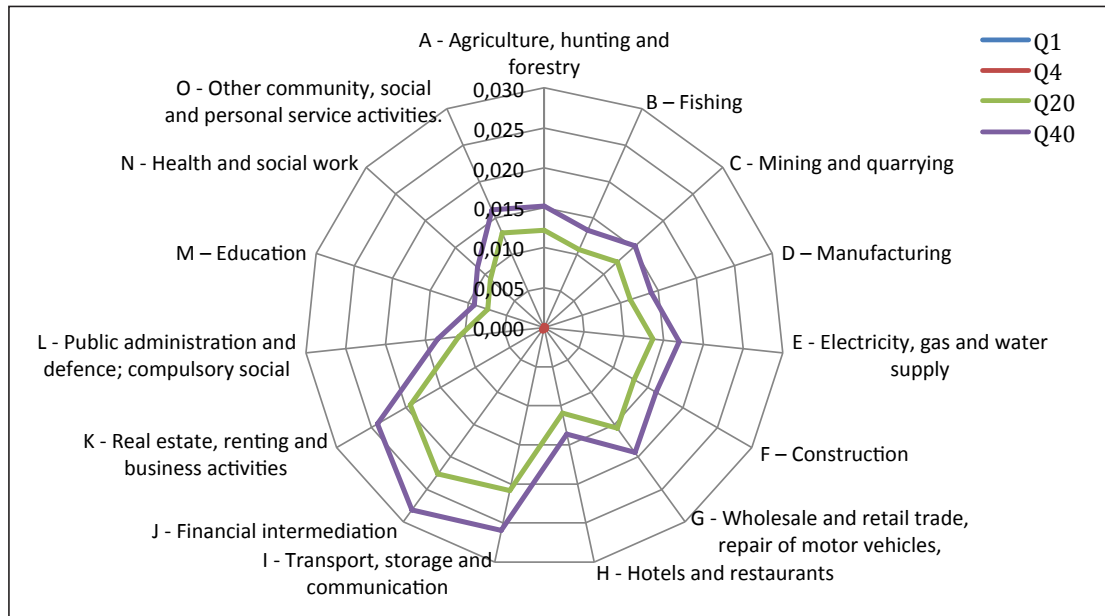 A - Agriculture, hunting and
forestry
B – Fishing
C - Mining and quarrying
D – Manufacturing
E - Electricity, gas and water
supply
F – Construction
G - Wholesale and retail trade,
repair of motor vehicles,
H - Hotels and restaurants
I - Transport, storage and
communication
J - Financial intermediation
K - Real estate, renting and
business activities
L - Public administration and
defence; compulsory social
M – Education
N - Health and social work
O - Other community, social
and personal service activities.
0,030
0,025
0,020
0,015
0,010
0,005
0,000
Q1
Q4
Q20
Q40